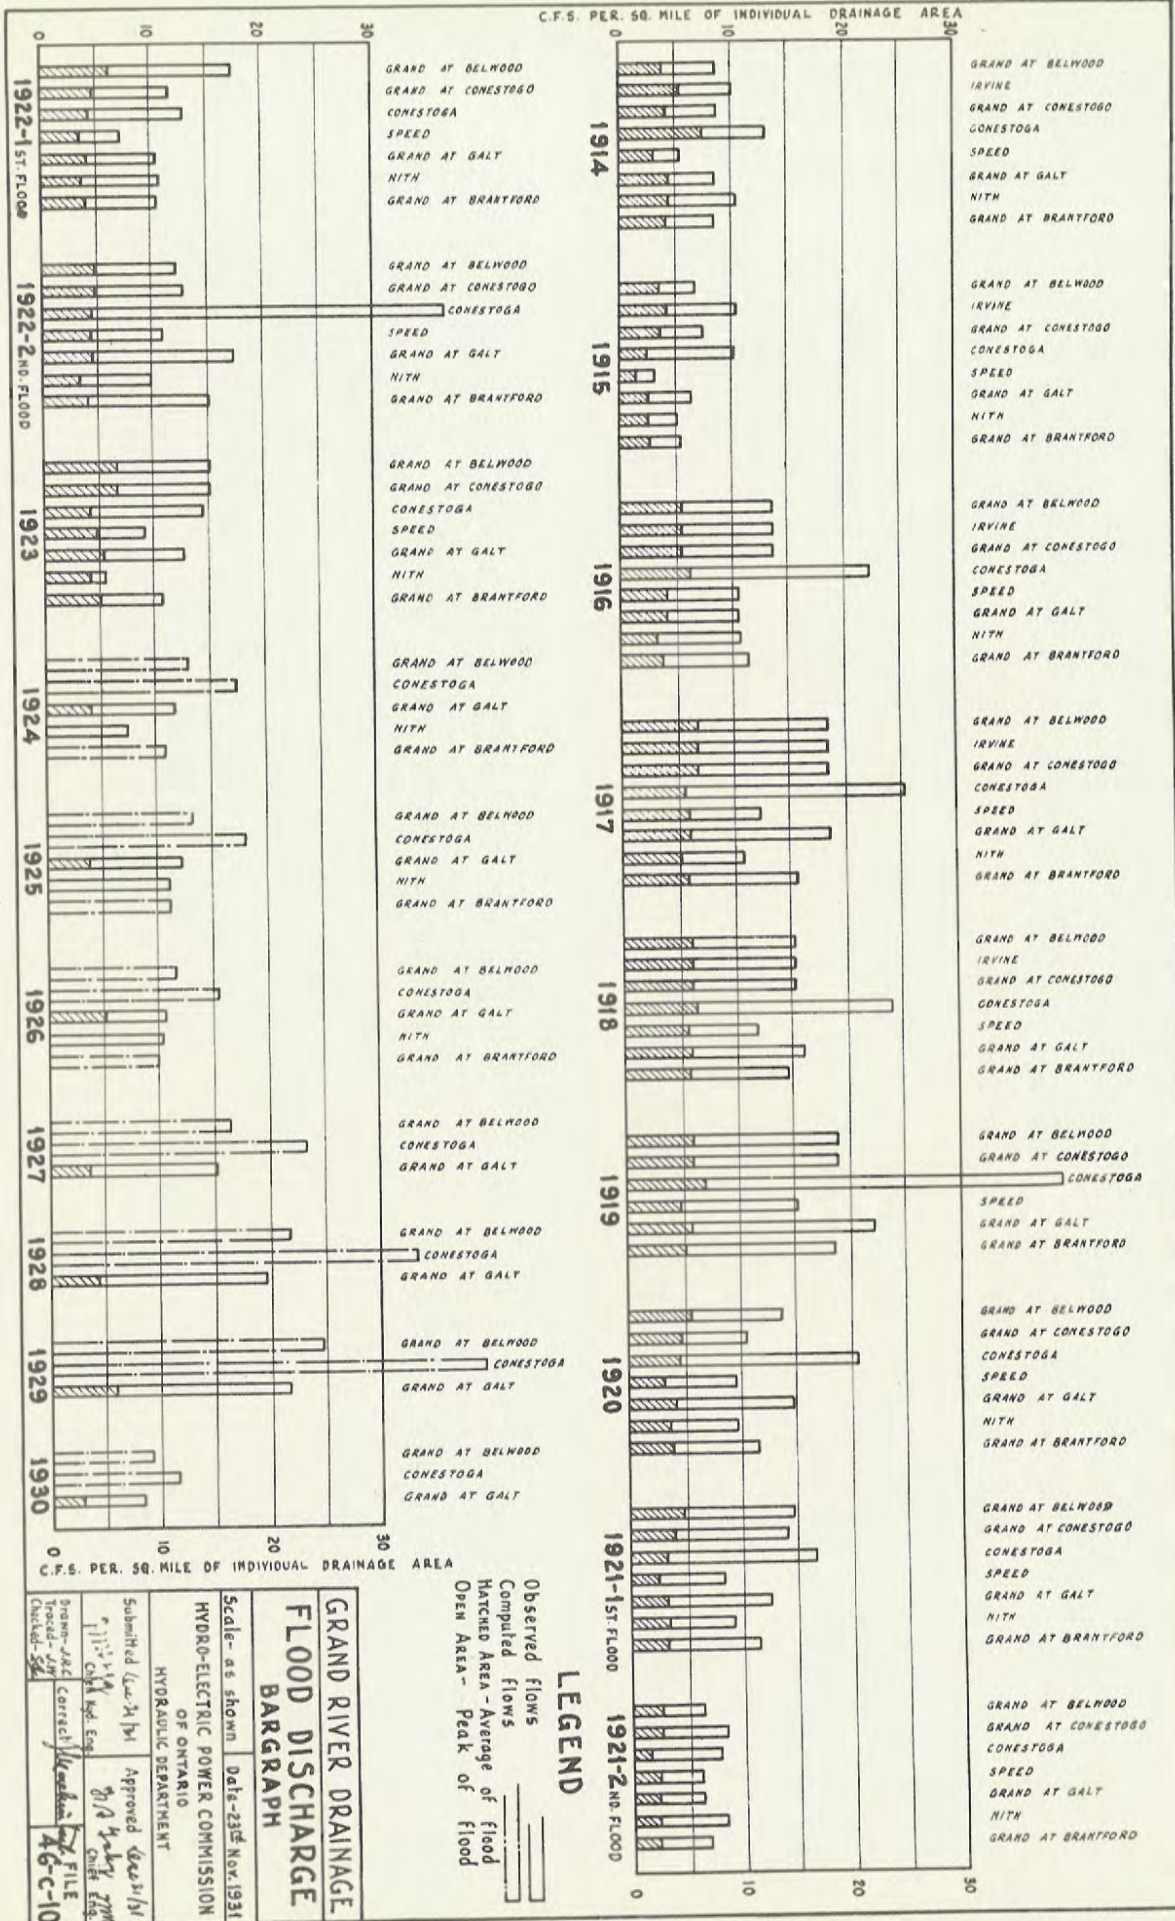 C.F.S. PER. SQ. MILE OF INDIVIDUAL DRAINAGE AREA
0 10 20 30
GRAND AT BELWOOD
IRVINE
GRAND AT CONESTOGO
CONESTOGA
SPEED
GRAND AT GALT
NITH
GRAND AT BRANTFORD
1914
GRAND AT BELWOOD
IRVINE
GRAND AT CONESTOGO
CONESTOGA
SPEED
GRAND AT GALT
NITH
GRAND AT BRANTFORD
1915
GRAND AT BELWOOD
IRVINE
GRAND AT CONESTOGO
CONESTOGA
SPEED
GRAND AT GALT
NITH
GRAND AT BRANTFORD
1916
GRAND AT BELWOOD
IRVINE
GRAND AT CONESTOGO
CONESTOGA
SPEED
GRAND AT GALT
NITH
GRAND AT BRANTFORD
1917
GRAND AT BELWOOD
IRVINE
GRAND AT CONESTOGO
CONESTOGA
SPEED
GRAND AT GALT
GRAND AT BRANTFORD
1918
GRAND AT BELWOOD
GRAND AT CONESTOGO
CONESTOGA
SPEED
GRAND AT GALT
GRAND AT BRANTFORD
1919
GRAND AT BELWOOD
GRAND AT CONESTOGO
CONESTOGA
SPEED
GRAND AT GALT
NITH
GRAND AT BRANTFORD
1920
GRAND AT BELWOOD
GRAND AT CONESTOGO
CONESTOGA
SPEED
GRAND AT GALT
NITH
GRAND AT BRANTFORD
1921-1ST. FLOOD
GRAND AT BELWOOD
GRAND AT CONESTOGO
CONESTOGA
SPEED
GRAND AT GALT
NITH
GRAND AT BRANTFORD
1921-2ND. FLOOD
0 10 20 30
0 10 20 30
GRAND AT BELWOOD
GRAND AT CONESTOGO
CONESTOGA
SPEED
GRAND AT GALT
NITH
GRAND AT BRANTFORD
1922-1ST. FLOOD
GRAND AT BELWOOD
GRAND AT CONESTOGO
CONESTOGA
SPEED
GRAND AT GALT
NITH
GRAND AT BRANTFORD
1922-2ND. FLOOD
GRAND AT BELWOOD
GRAND AT CONESTOGO
CONESTOGA
SPEED
GRAND AT GALT
NITH
GRAND AT BRANTFORD
1923
GRAND AT BELWOOD
CONESTOGA
GRAND AT GALT
NITH
GRAND AT BRANTFORD
1924
GRAND AT BELWOOD
CONESTOGA
GRAND AT GALT
NITH
GRAND AT BRANTFORD
1925
GRAND AT BELWOOD
CONESTOGA
GRAND AT GALT
NITH
GRAND AT BRANTFORD
1926
GRAND AT BELWOOD
CONESTOGA
GRAND AT GALT
1927
GRAND AT BELWOOD
CONESTOGA
GRAND AT GALT
1928
GRAND AT BELWOOD
CONESTOGA
GRAND AT GALT
1929
GRAND AT BELWOOD
CONESTOGA
GRAND AT GALT
1930
0 10 20 30
C.F.S. PER. SQ. MILE OF INDIVIDUAL DRAINAGE AREA
LEGEND
Observed flows
Computed flows
HATCHED AREA - Average of flood
OPEN AREA - Peak of flood
GRAND RIVER DRAINAGE
FLOOD DISCHARGE
BARGRAPH
Scale - as shown Date - 23rd Nov. 1931
HYDRO-ELECTRIC POWER COMMISSION
OF ONTARIO
HYDRAULIC DEPARTMENT
Submitted Approved
Chief Hyd. Eng. Chief Eng.
Drawn - J.R.C.
Traced - J.W.
Checked -
Correct
FILE
46-C-10